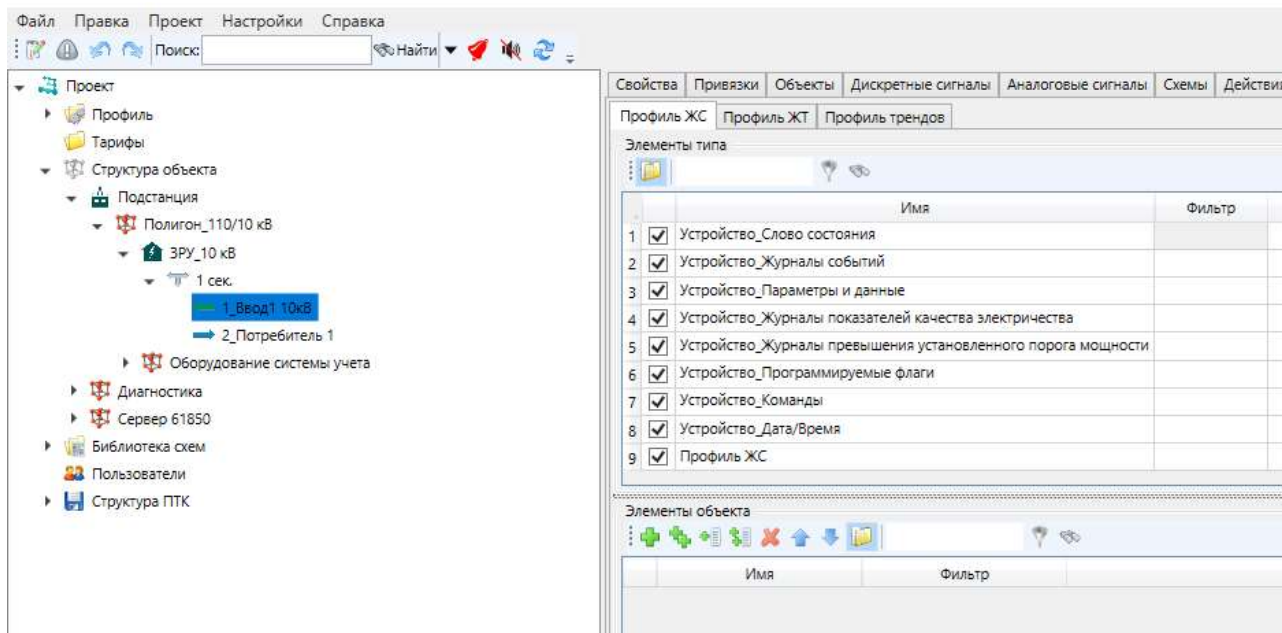 Файл Правка Проект Настройки Справка
Поиск: Найти
Проект
Профиль
Тарифы
Структура объекта
Подстанция
Полигон_110/10 кВ
ЗРУ_10 кВ
1 сек.
1_Ввод1 10кВ
2_Потребитель 1
Оборудование системы учета
Диагностика
Сервер 61850
Библиотека схем
Пользователи
Структура ПТК
Свойства Привязки Объекты Дискретные сигналы Аналоговые сигналы Схемы Действи
Профиль ЖС Профиль ЖТ Профиль трендов
Элементы типа
Имя Фильтр
1 Устройство_Слово состояния
2 Устройство_Журналы событий
3 Устройство_Параметры и данные
4 Устройство_Журналы показателей качества электричества
5 Устройство_Журналы превышения установленного порога мощности
6 Устройство_Программируемые флаги
7 Устройство_Команды
8 Устройство_Дата/Время
9 Профиль ЖС
Элементы объекта
Имя Фильтр